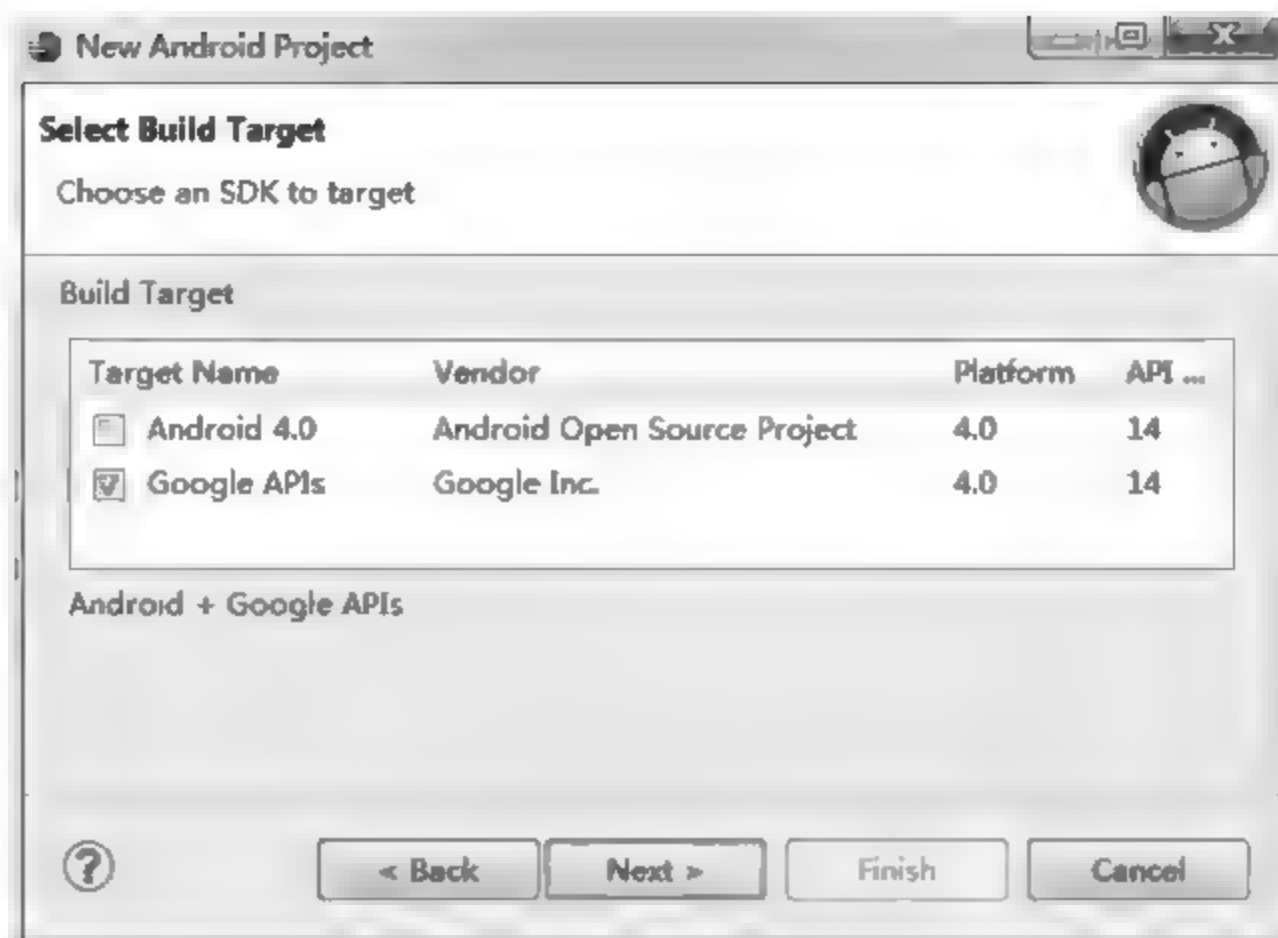 New Android Project
Select Build Target
Choose an SDK to target
Build Target
Target Name Vendor Platform API ...
Android 4.0 Android Open Source Project 4.0 14
Google APIs Google Inc. 4.0 14
Android + Google APIs
? < Back Next > Finish Cancel